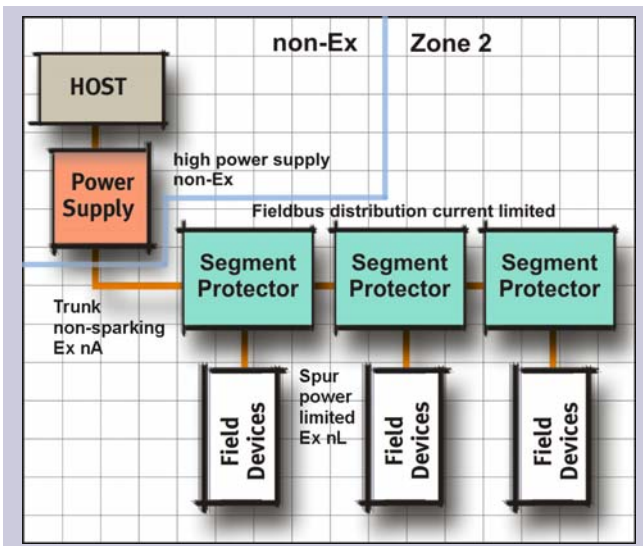 non-Ex
Zone 2
HOST
high power supply
non-Ex
Power
Supply
Fieldbus distribution current limited
Segment
Protector
Segment
Protector
Segment
Protector
Trunk
non-sparking
Ex nA
Spur
power
limited
Ex nL
Field
Devices
Field
Devices
Field
Devices